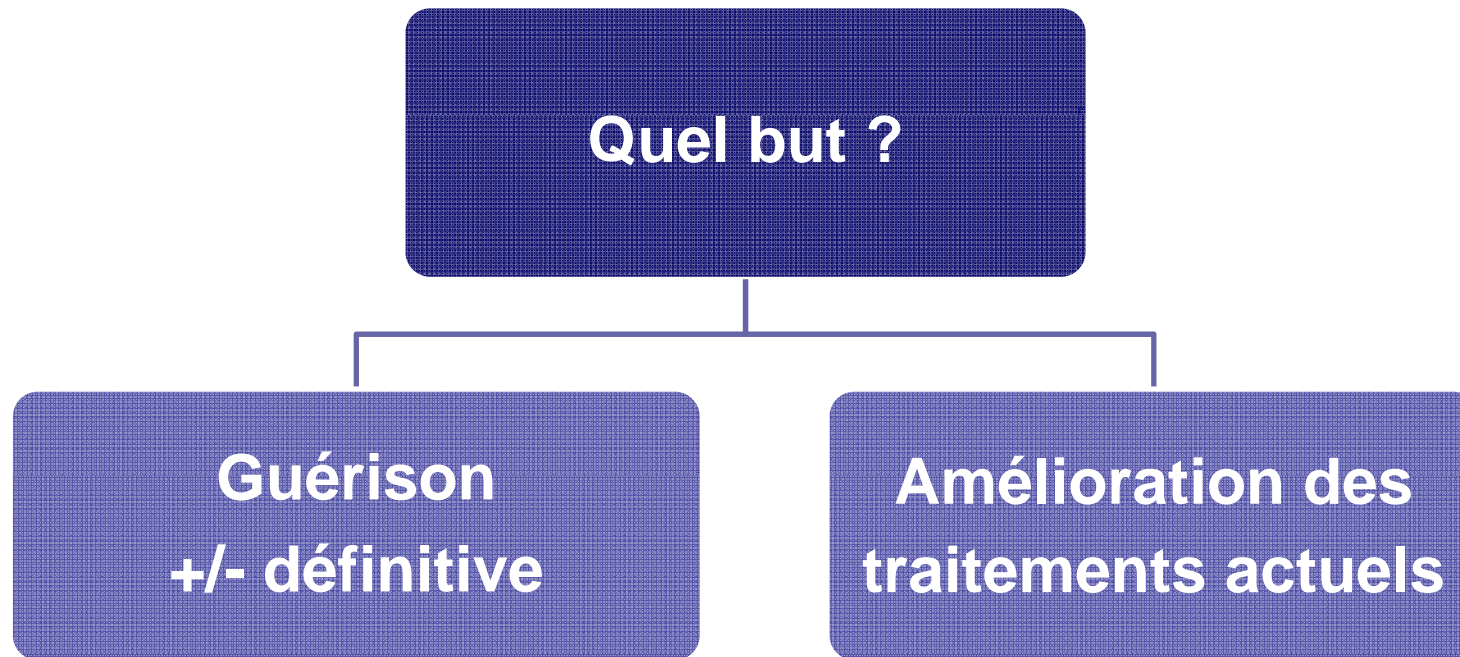 Quel but ?
Guérison
+/- définitive
Amélioration des
traitements actuels